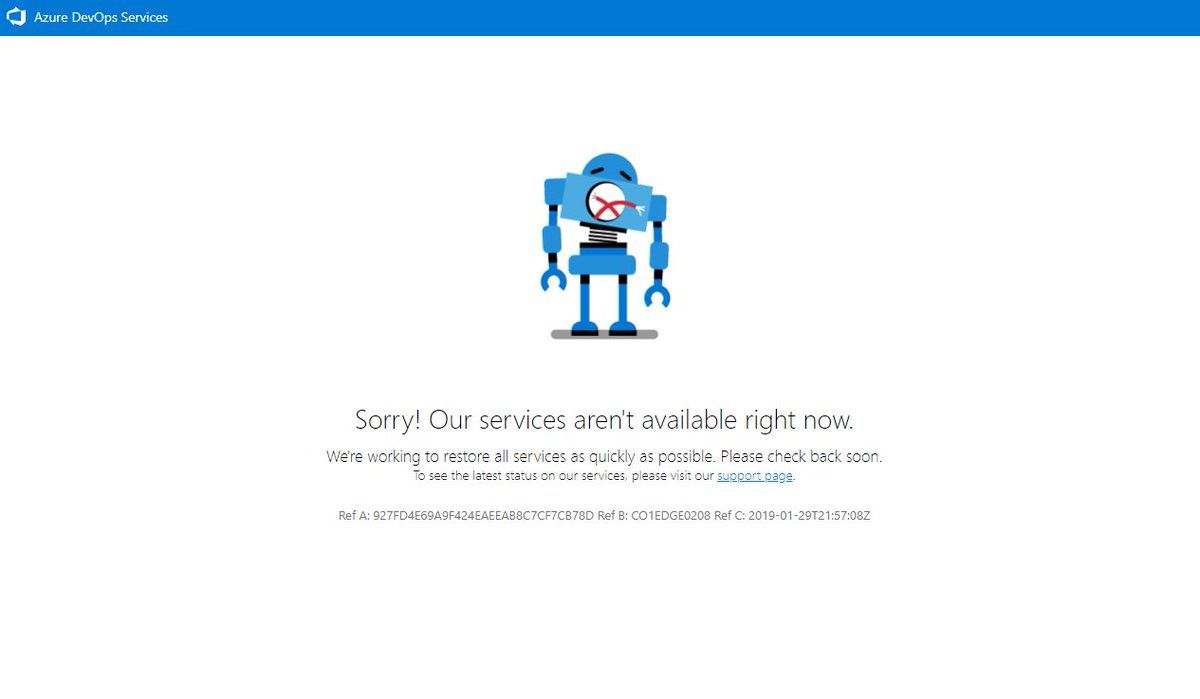 Azure DevOps Services
Sorry! Our services aren't available right now.
We're working to restore all services as quickly as possible. Please check back soon.
To see the latest status on our services, please visit our support page.
Ref A: 927FD4E69A9F424EAEEAB8C7CF7CB78D Ref B: CO1EDGE0208 Ref C: 2019-01-29T21:57:08Z